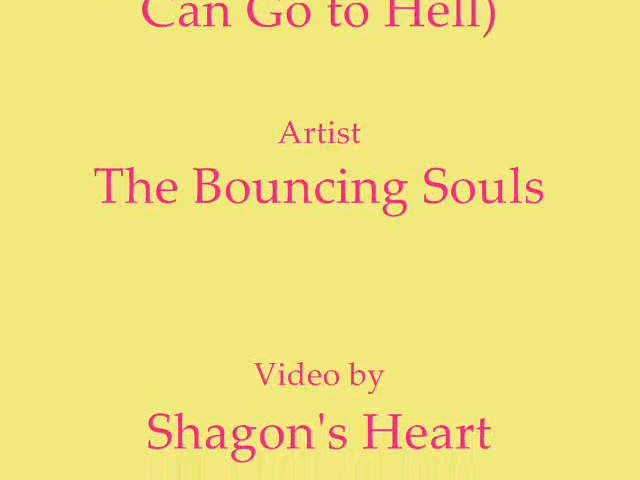 Can Go to Hell)
Artist
The Bouncing Souls
Video by
Shagon's Heart